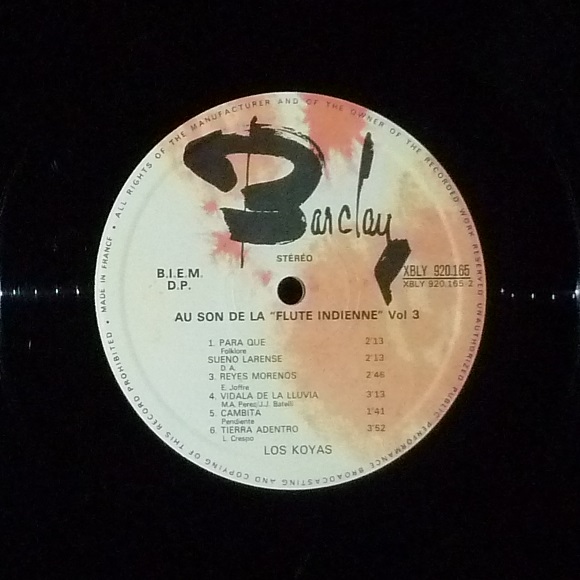 ALL RIGHTS OF THE MANUFACTURER AND OF THE OWNER OF THE RECORDED WORK RESERVED UNAUTHORIZED PUBLIC PERFORMANCE BROADCASTING AND COPYING OF THIS RECORD PROHIBITED • MADE IN FRANCE •
Barclay
STÉRÉO
B.I.E.M.
D.P.
XBLY 920.165
XBLY 920.165-2
AU SON DE LA "FLUTE INDIENNE" Vol 3
1. PARA QUE 2'13
Folklore
SUENO LARENSE 2'13
D.A.
3. REYES MORENOS 2'46
E. Joffre
4. VIDALA DE LA LLUVIA 3'13
M.A. Perez/J.J. Batelli
5. CAMBITA 1'41
Pendiente
6. TIERRA ADENTRO 3'52
L. Crespo
LOS KOYAS